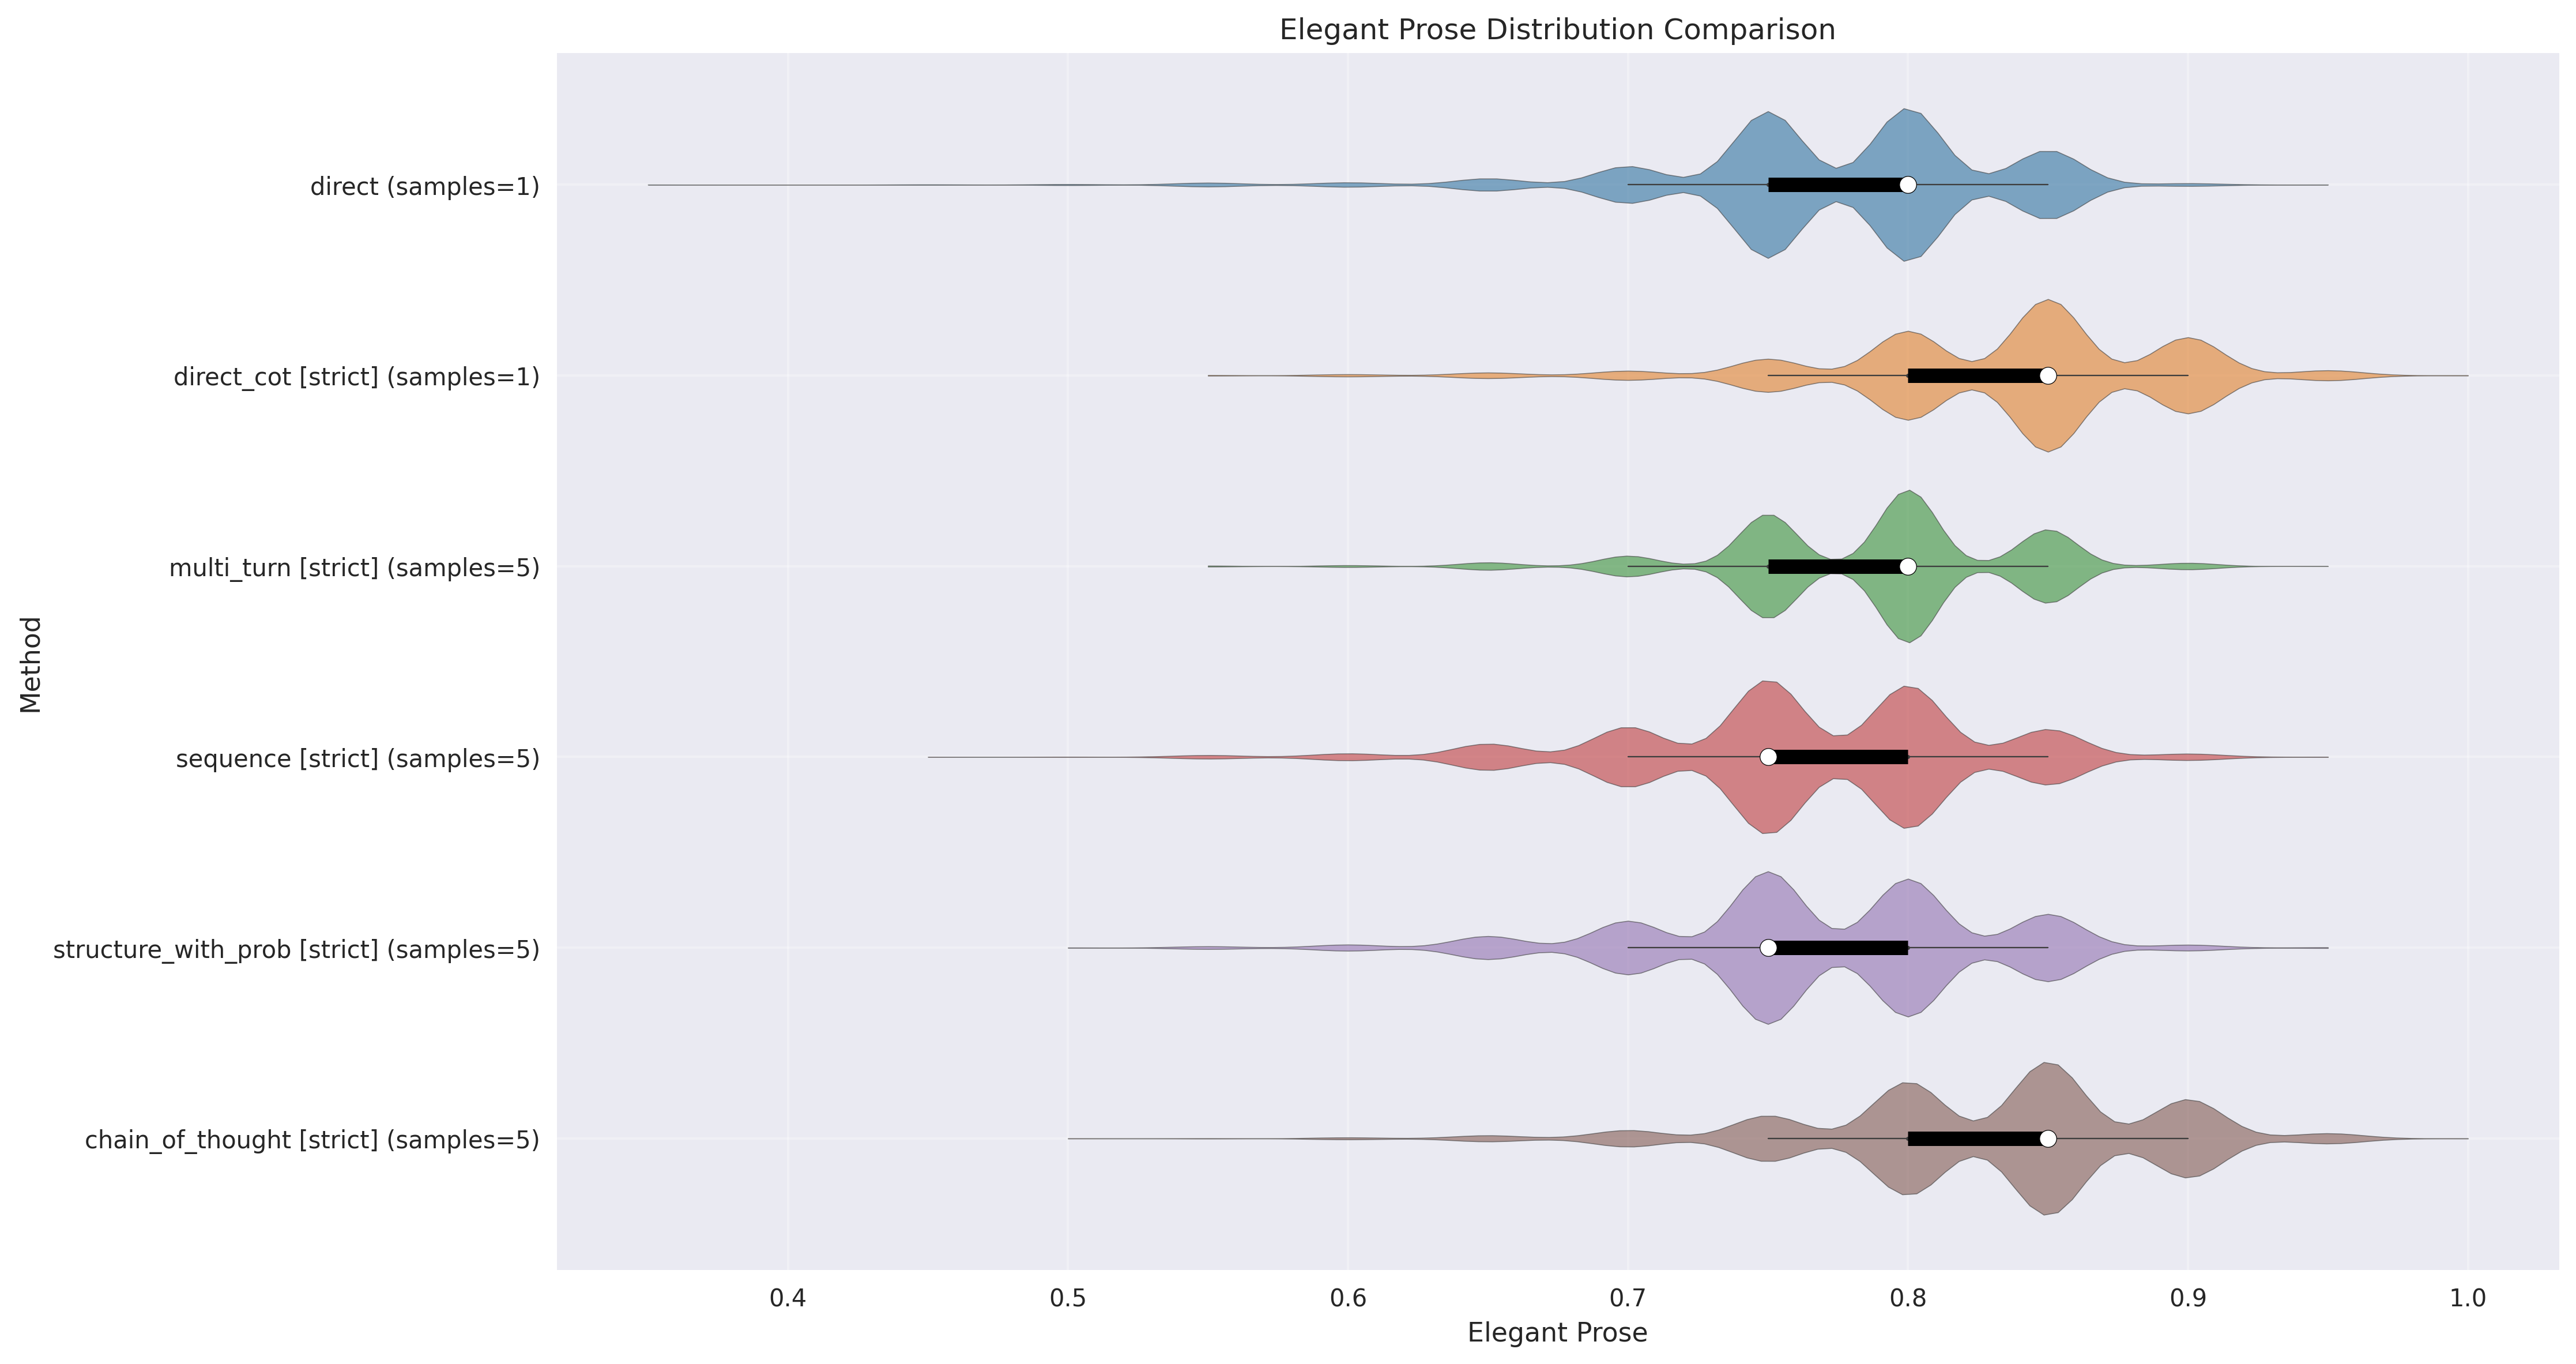 Elegant Prose Distribution Comparison
direct (samples=1)
direct_cot [strict] (samples=1)
multi_turn [strict] (samples=5)
sequence [strict] (samples=5)
structure_with_prob [strict] (samples=5)
chain_of_thought [strict] (samples=5)
Method
0.4 0.5 0.6 0.7 0.8 0.9 1.0
Elegant Prose